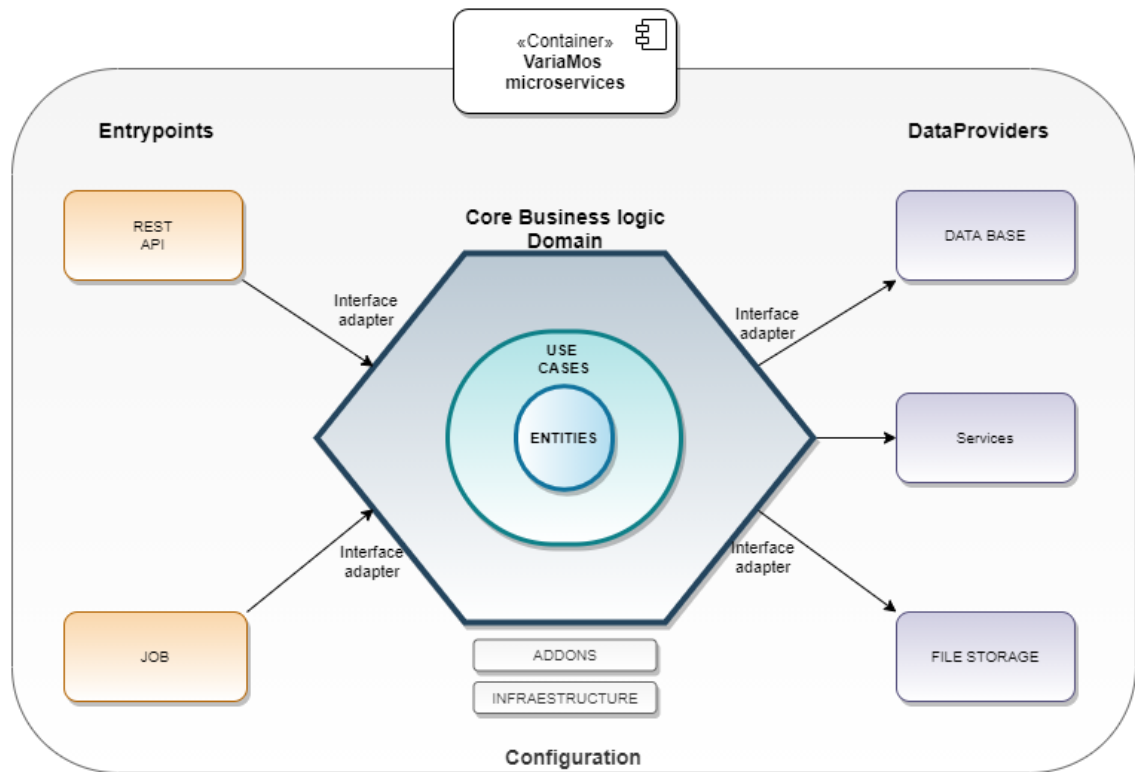 «Container»
VariaMos
microservices
Entrypoints
DataProviders
REST
API
Core Business logic
Domain
DATA BASE
Interface
adapter
Interface
adapter
USE
CASES
ENTITIES
Services
Interface
adapter
Interface
adapter
JOB
ADDONS
FILE STORAGE
INFRAESTRUCTURE
Configuration